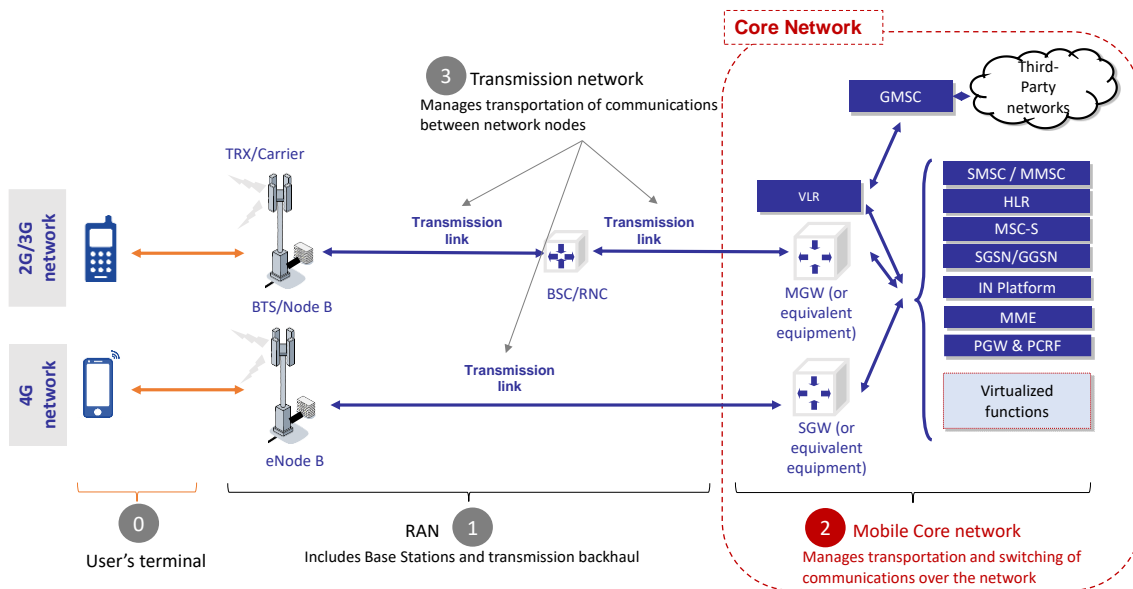 Core Network
3 Transmission network
Manages transportation of communications
between network nodes
GMSC
Third-
Party
networks
TRX/Carrier
2G/3G
network
Transmission
link
Transmission
link
VLR
SMSC / MMSC
HLR
MSC-S
SGSN/GGSN
IN Platform
MME
PGW & PCRF
Virtualized
functions
BTS/Node B
BSC/RNC
MGW (or
equivalent
equipment)
4G
network
Transmission
link
eNode B
SGW (or
equivalent
equipment)
0
User's terminal
RAN 1
Includes Base Stations and transmission backhaul
2 Mobile Core network
Manages transportation and switching of
communications over the network